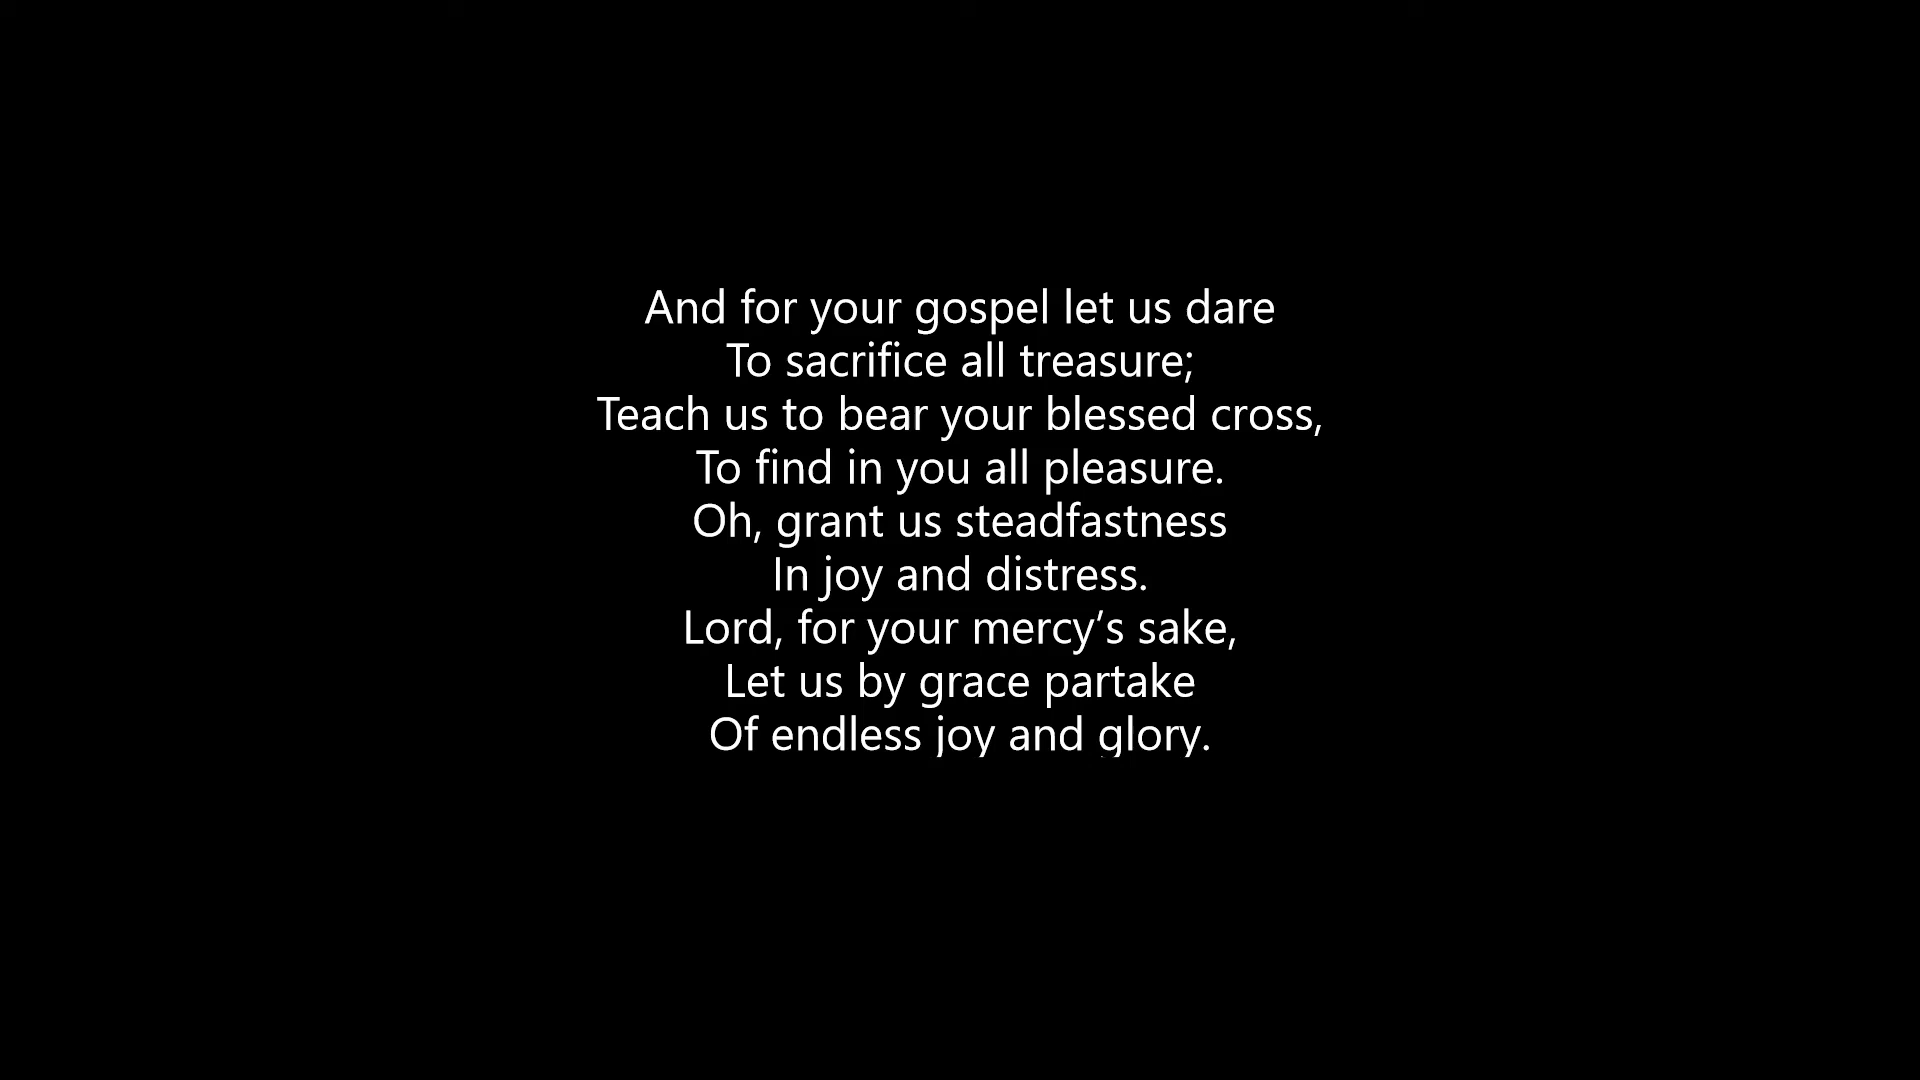 And for your gospel let us dare
To sacrifice all treasure;
Teach us to bear your blessed cross,
To find in you all pleasure.
Oh, grant us steadfastness
In joy and distress.
Lord, for your mercy’s sake,
Let us by grace partake
Of endless joy and glory.